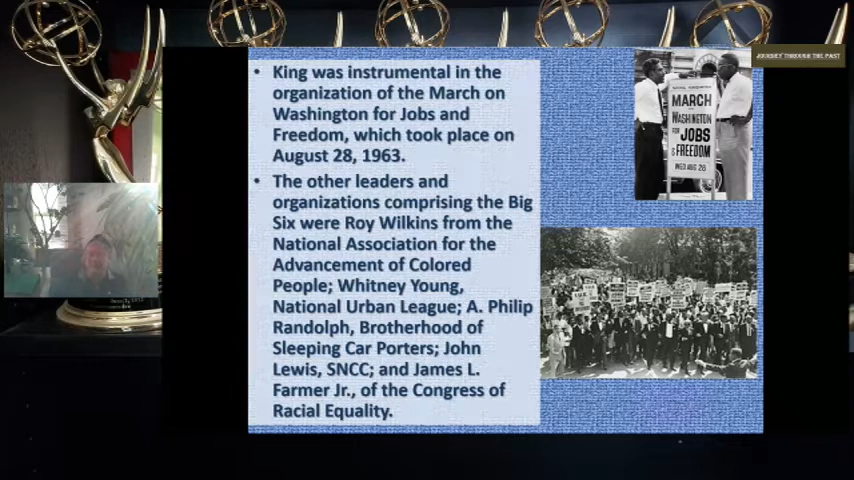 JOURNEY THROUGH THE PAST
• King was instrumental in the
organization of the March on
Washington for Jobs and
Freedom, which took place on
August 28, 1963.
• The other leaders and
organizations comprising the Big
Six were Roy Wilkins from the
National Association for the
Advancement of Colored
People; Whitney Young,
National Urban League; A. Philip
Randolph, Brotherhood of
Sleeping Car Porters; John
Lewis, SNCC; and James L.
Farmer Jr., of the Congress of
Racial Equality.
MARCH
WASHINGTON
FOR JOBS
& FREEDOM
WED AUG 28